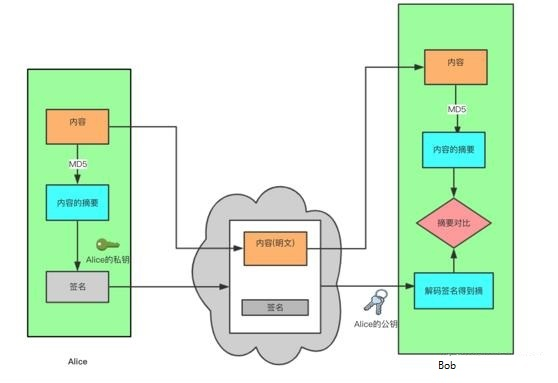 内容
MD5
内容的摘要
Alice的私钥
签名
Alice
内容(明文)
签名
Alice的公钥
内容
MD5
内容的摘要
摘要对比
解码签名得到摘
Bob